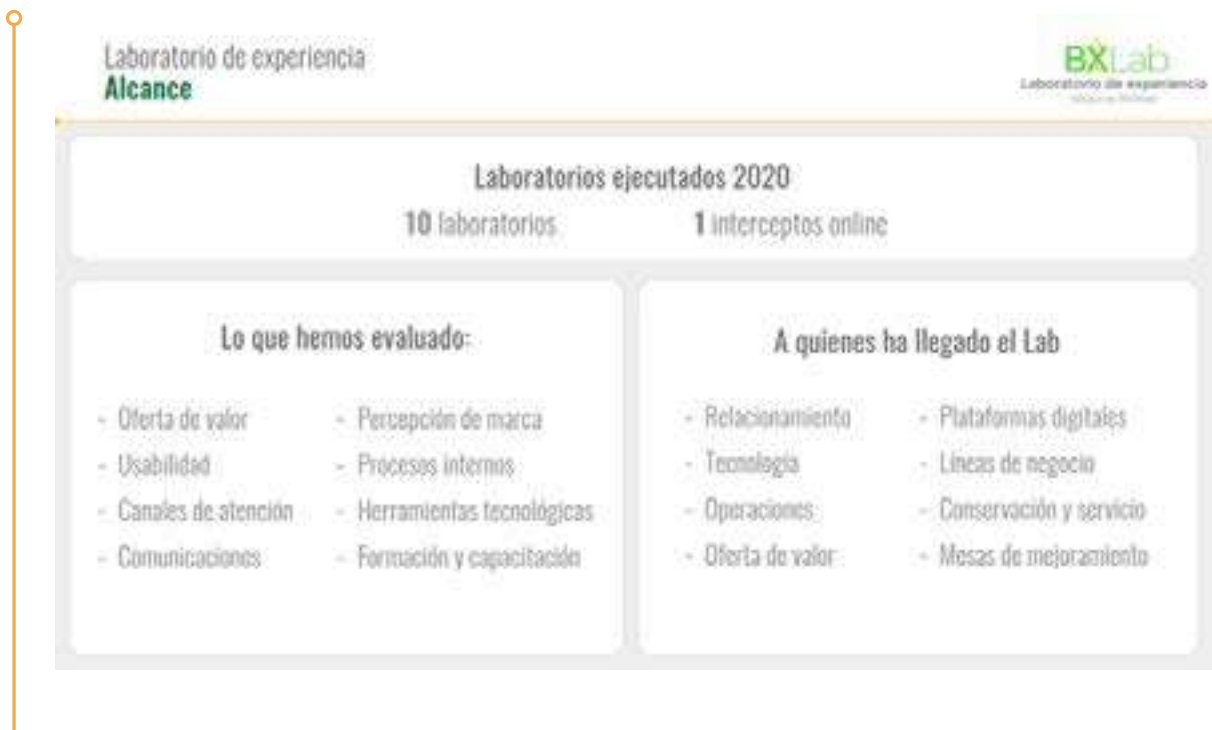 Laboratorio de experiencia
Alcance
BXLab
Laboratorio de experiencia
Laboratorios ejecutados 2020
10 laboratorios
1 interceptos online
Lo que hemos evaluado:
- Oferta de valor
- Usabilidad
- Canales de atención
- Comunicaciones
- Percepción de marca
- Procesos internos
- Herramientas tecnológicas
- Formación y capacitación
A quienes ha llegado el Lab
- Relacionamiento
- Tecnología
- Operaciones
- Oferta de valor
- Plataformas digitales
- Líneas de negocio
- Conservación y servicio
- Mesas de mejoramiento